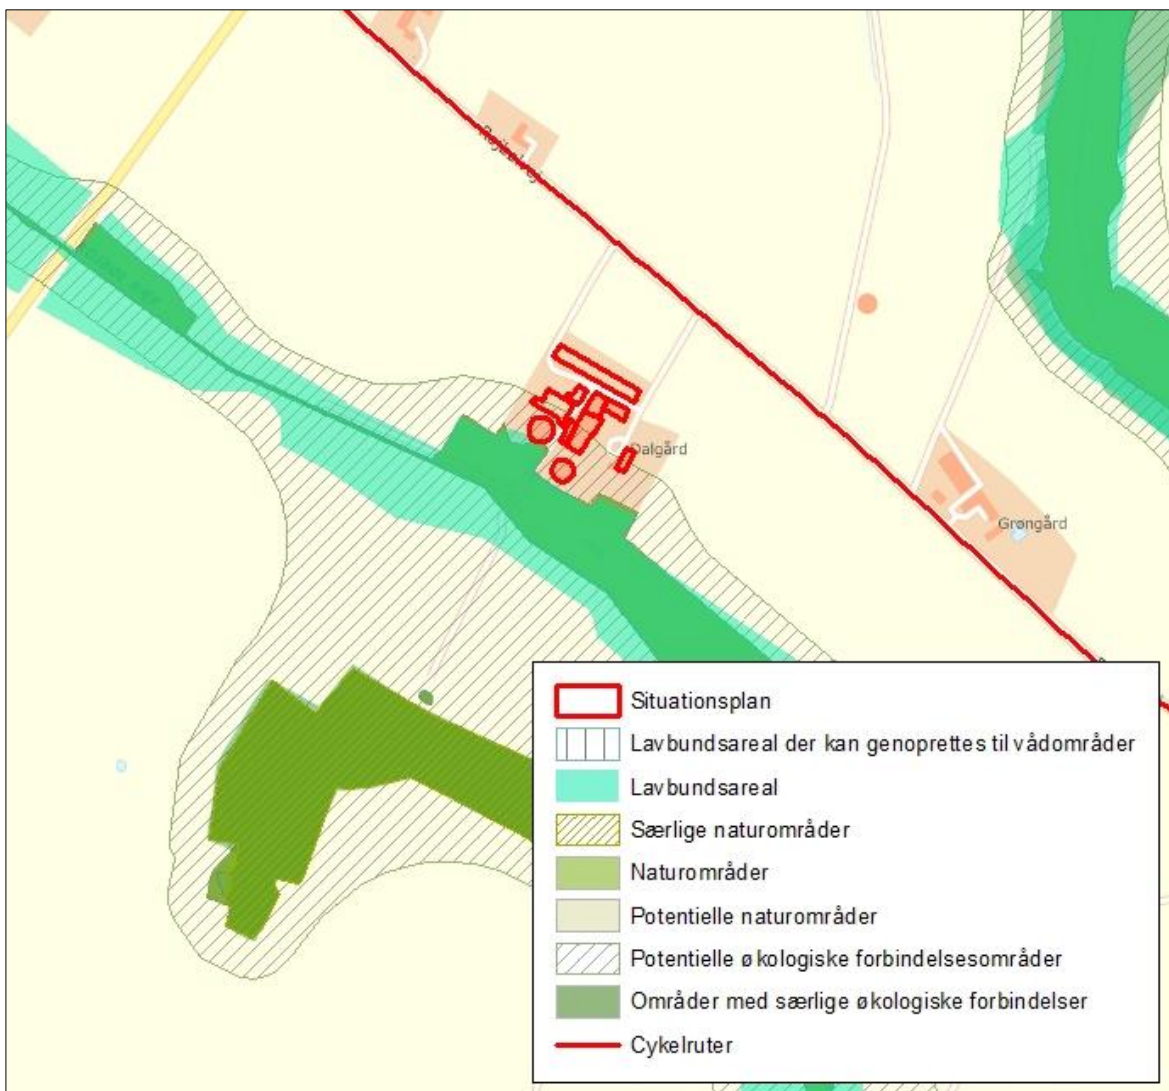 Dalgård
Grøngård
Situationsplan
Lavbundsareal der kan genoprettes til vådområder
Lavbundsareal
Særlige naturområder
Naturområder
Potentielle naturområder
Potentielle økologiske forbindelsesområder
Områder med særlige økologiske forbindelser
Cykelruter